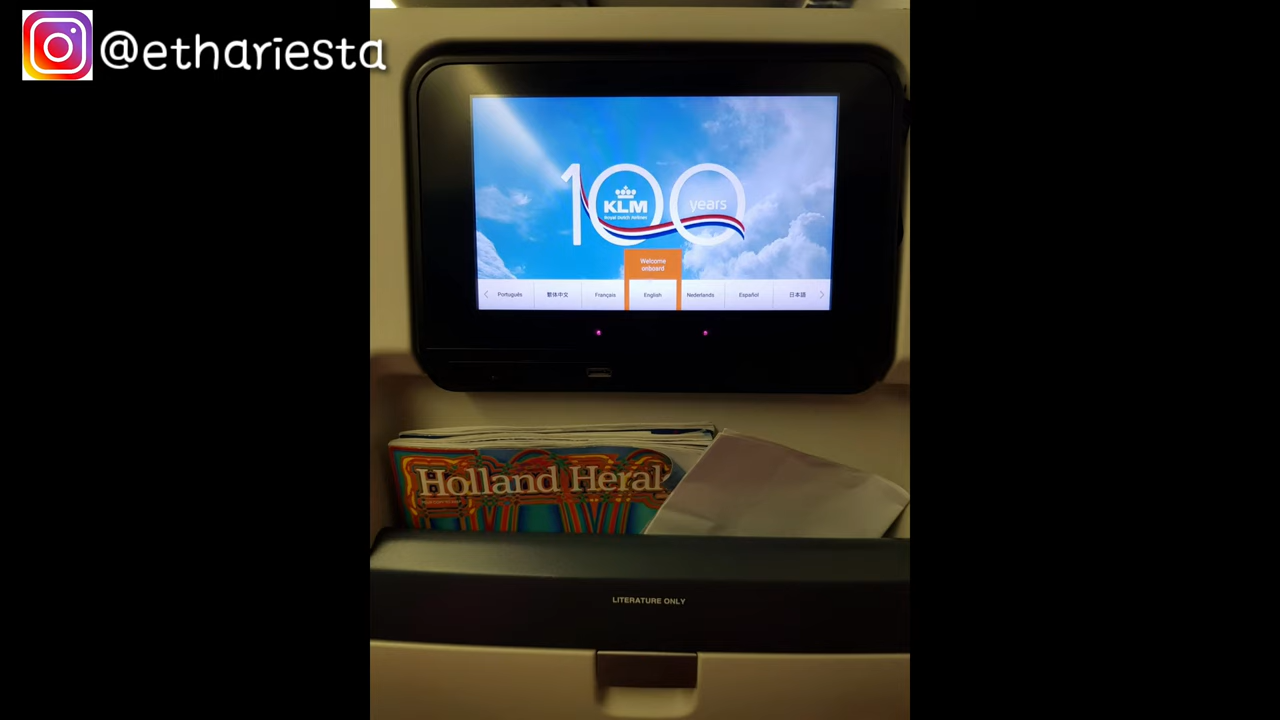 @ethariesta
100
KLM
Royal Dutch Airlines
years
Welcome
onboard
Português
繁体中文
Français
English
Nederlands
Español
日本語
Holland Heral
LITERATURE ONLY